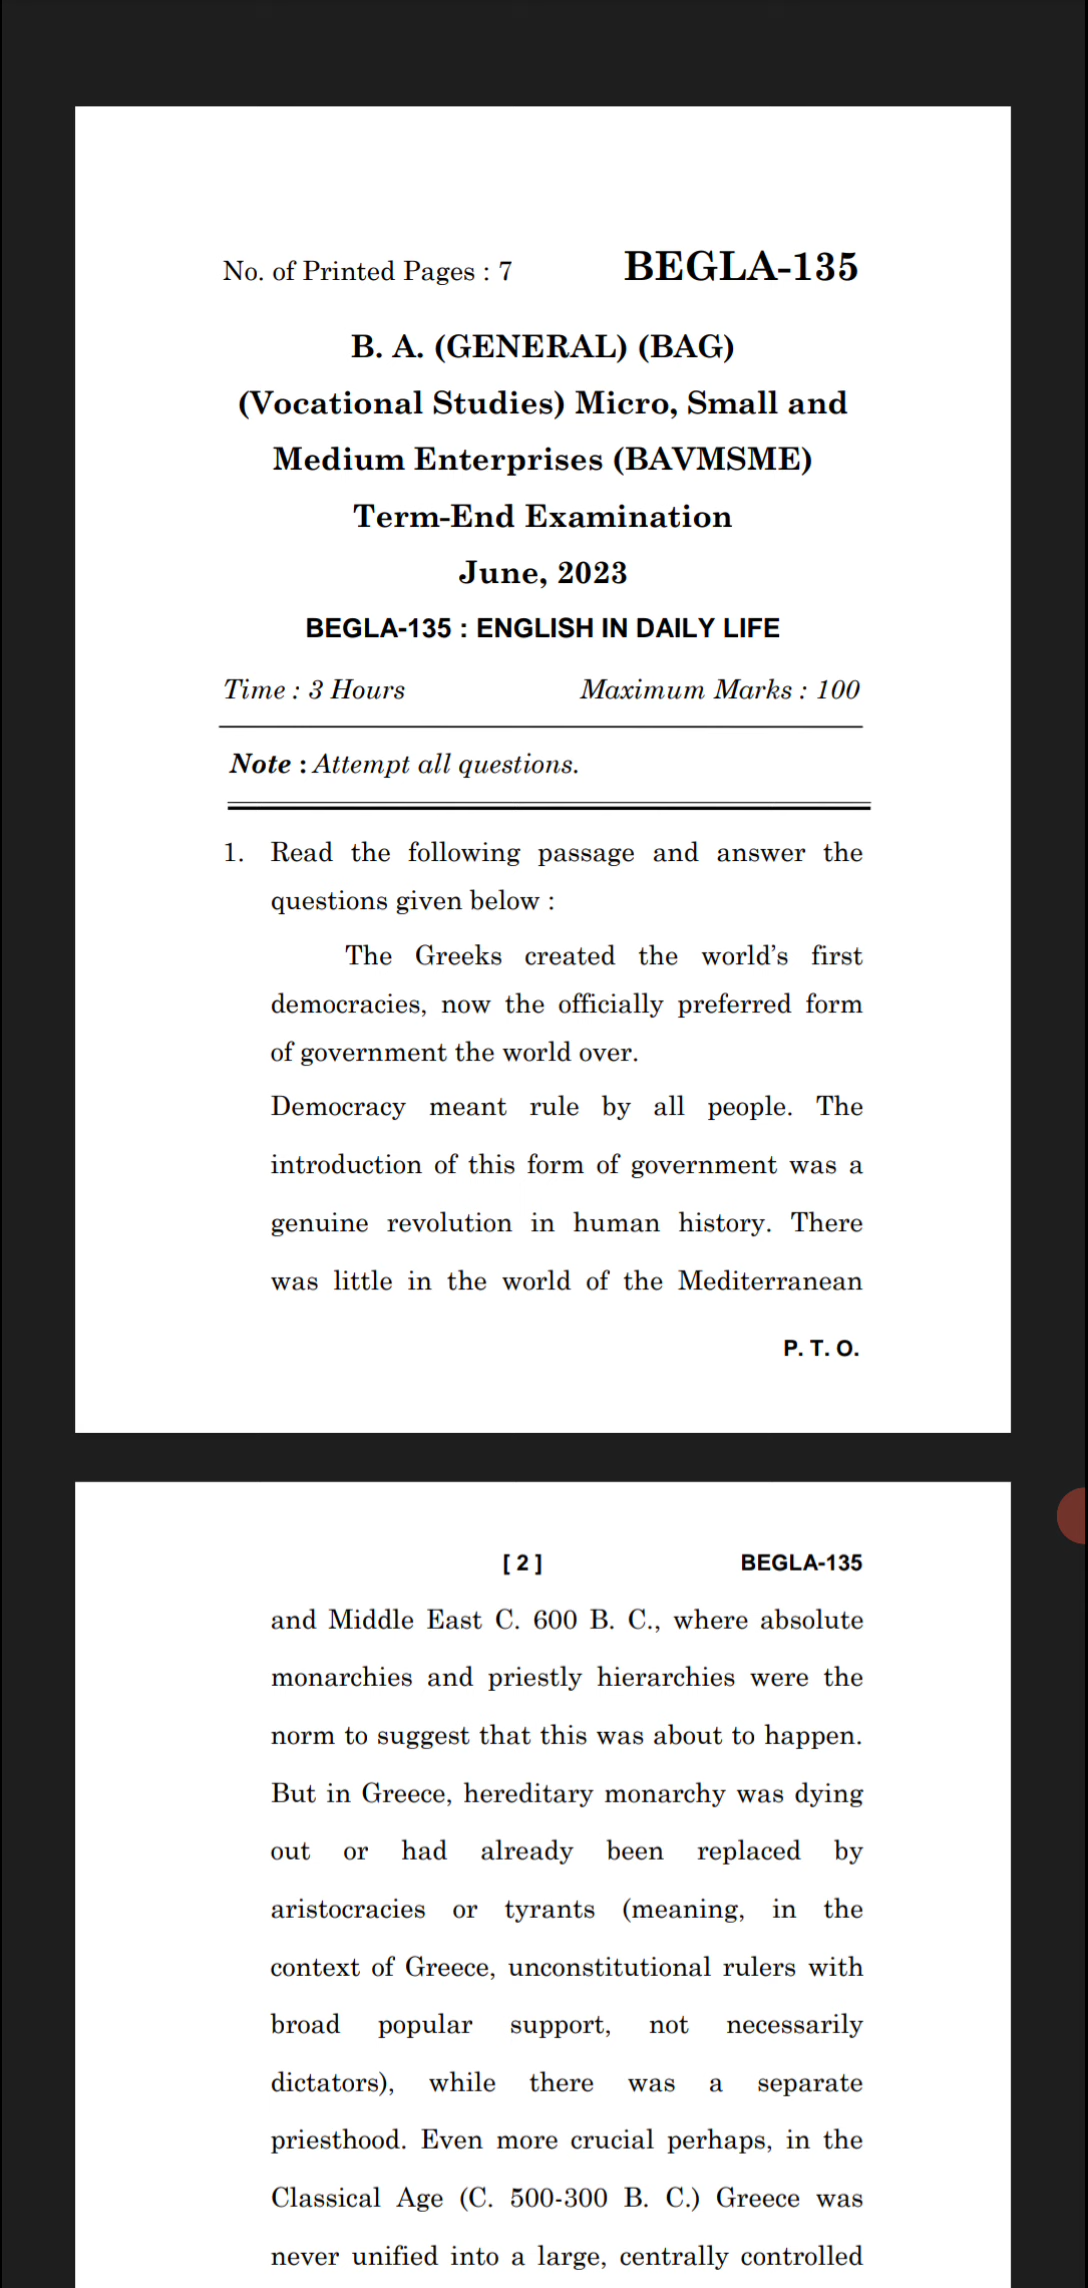 No. of Printed Pages : 7 BEGLA-135
B. A. (GENERAL) (BAG)
(Vocational Studies) Micro, Small and
Medium Enterprises (BAVMSME)
Term-End Examination
June, 2023
BEGLA-135 : ENGLISH IN DAILY LIFE
Time : 3 Hours Maximum Marks : 100
Note : Attempt all questions.
1. Read the following passage and answer the
questions given below :
The Greeks created the world’s first
democracies, now the officially preferred form
of government the world over.
Democracy meant rule by all people. The
introduction of this form of government was a
genuine revolution in human history. There
was little in the world of the Mediterranean
P. T. O.
[ 2 ] BEGLA-135
and Middle East C. 600 B. C., where absolute
monarchies and priestly hierarchies were the
norm to suggest that this was about to happen.
But in Greece, hereditary monarchy was dying
out or had already been replaced by
aristocracies or tyrants (meaning, in the
context of Greece, unconstitutional rulers with
broad popular support, not necessarily
dictators), while there was a separate
priesthood. Even more crucial perhaps, in the
Classical Age (C. 500-300 B. C.) Greece was
never unified into a large, centrally controlled